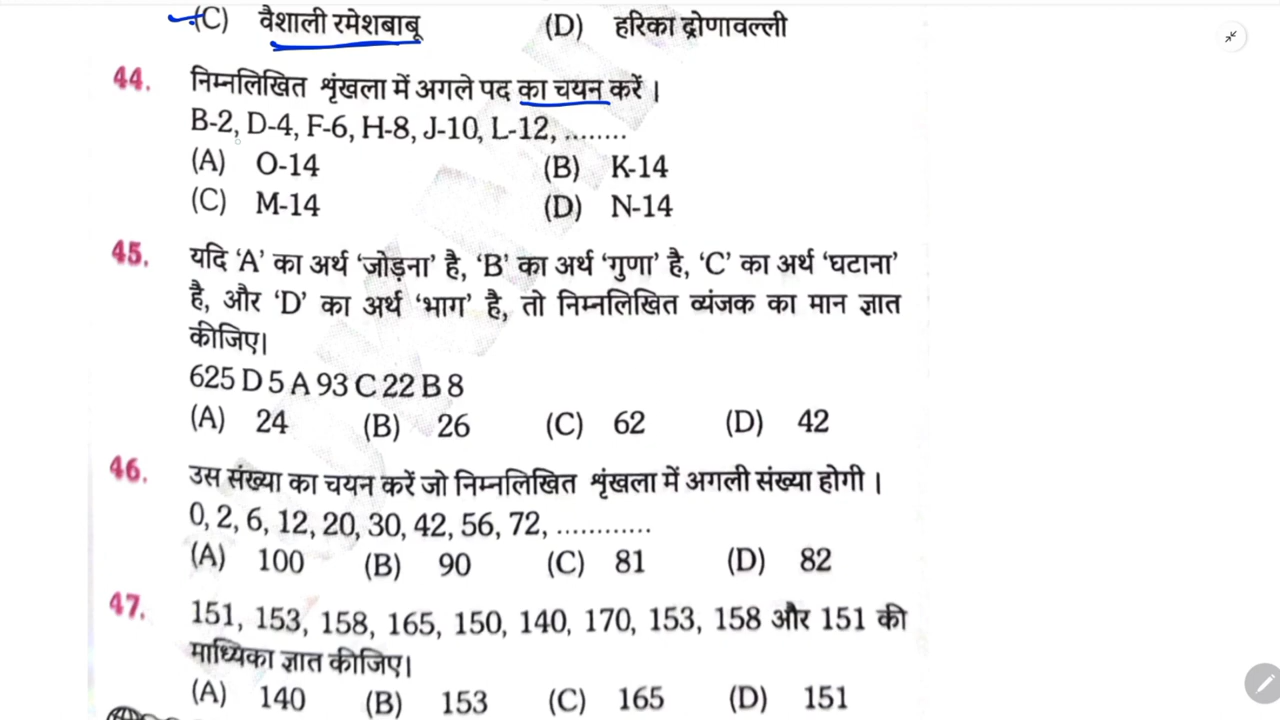 (C) वैशाली रमेशबाबू (D) हरिका द्रोणावल्ली
44. निम्नलिखित शृंखला में अगले पद का चयन करें ।
B-2, D-4, F-6, H-8, J-10, L-12, ........
(A) O-14 (B) K-14
(C) M-14 (D) N-14
45. यदि ‘A’ का अर्थ ‘जोड़ना’ है, ‘B’ का अर्थ ‘गुणा’ है, ‘C’ का अर्थ ‘घटाना’
है, और ‘D’ का अर्थ ‘भाग’ है, तो निम्नलिखित व्यंजक का मान ज्ञात
कीजिए।
625 D 5 A 93 C 22 B 8
(A) 24 (B) 26 (C) 62 (D) 42
46. उस संख्या का चयन करें जो निम्नलिखित शृंखला में अगली संख्या होगी ।
0, 2, 6, 12, 20, 30, 42, 56, 72, ............
(A) 100 (B) 90 (C) 81 (D) 82
47. 151, 153, 158, 165, 150, 140, 170, 153, 158 और 151 की
माध्यिका ज्ञात कीजिए।
(A) 140 (B) 153 (C) 165 (D) 151